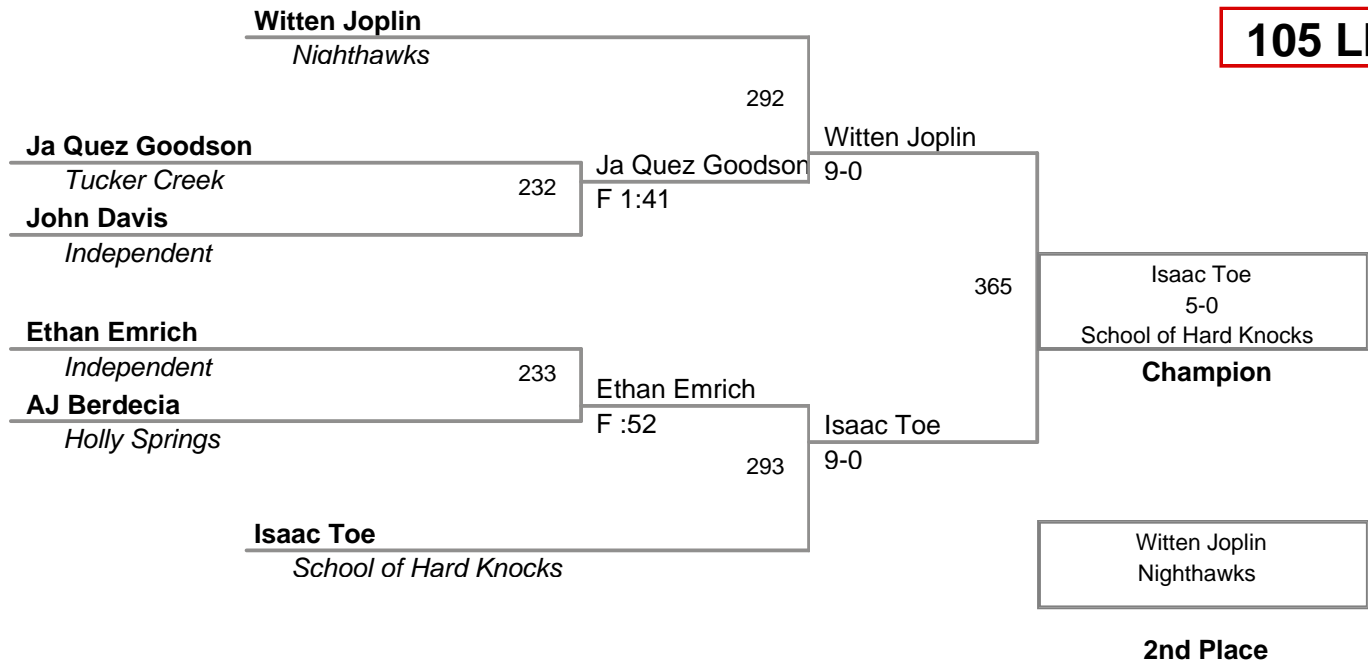 Witten Joplin
Nighthawks
105 L
292
Ja Quez Goodson
Tucker Creek
232
Ja Quez Goodson
F 1:41
Witten Joplin
9-0
John Davis
Independent
365
Isaac Toe
5-0
School of Hard Knocks
Champion
Ethan Emrich
Independent
233
Ethan Emrich
F :52
AJ Berdecia
Holly Springs
Isaac Toe
9-0
293
Isaac Toe
School of Hard Knocks
Witten Joplin
Nighthawks
2nd Place